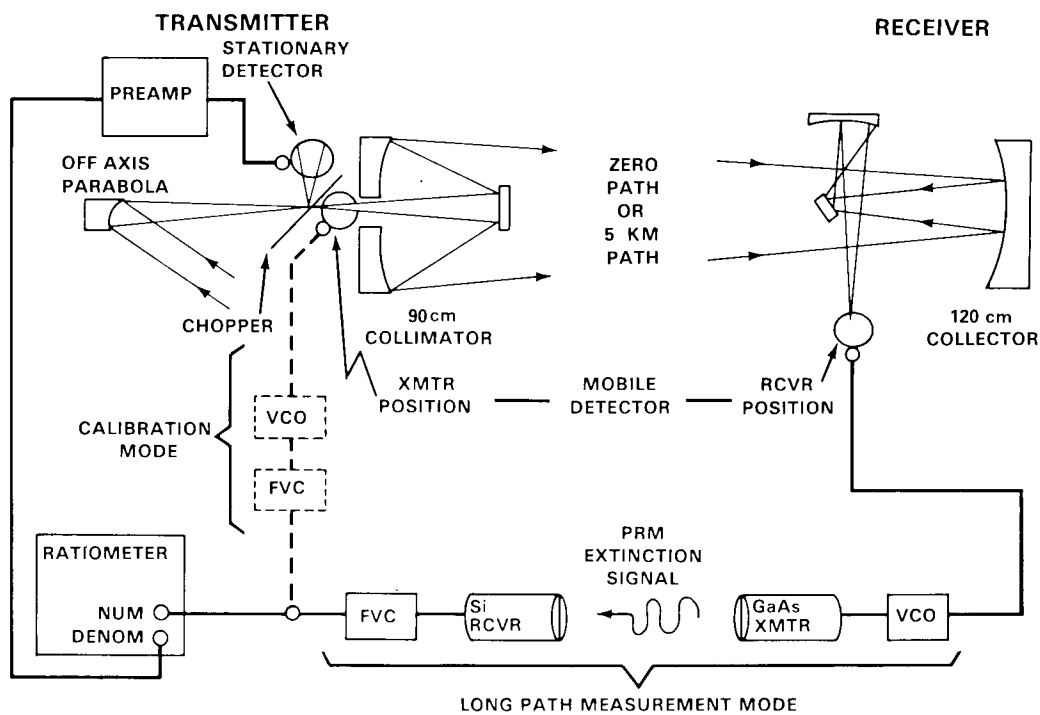 TRANSMITTER
RECEIVER
STATIONARY
DETECTOR
PREAMP
OFF AXIS
PARABOLA
ZERO
PATH
OR
5 KM
PATH
CHOPPER
90cm
COLLIMATOR
120 cm
COLLECTOR
XMTR
POSITION
MOBILE
DETECTOR
RCVR
POSITION
CALIBRATION
MODE
VCO
FVC
RATIOMETER
NUM
DENOM
FVC
Si
RCVR
PRM
EXTINCTION
SIGNAL
GaAs
XMTR
VCO
LONG PATH MEASUREMENT MODE